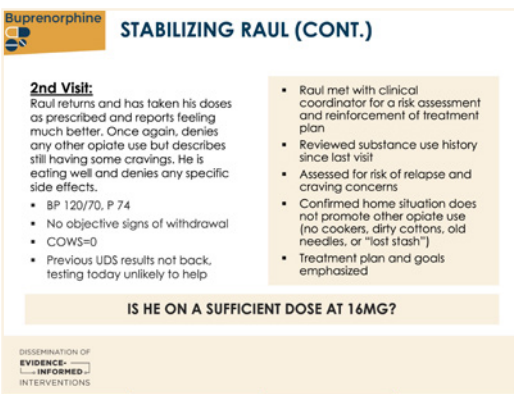 Buprenorphine
STABILIZING RAUL (CONT.)
2nd Visit:
Raul returns and has taken his doses
as prescribed and reports feeling
much better. Once again, denies
any other opiate use but describes
still having some cravings. He is
eating well and denies any specific
side effects.
▪ BP 120/70, P 74
▪ No objective signs of withdrawal
▪ COWS=0
▪ Previous UDS results not back,
testing today unlikely to help
▪ Raul met with clinical
coordinator for a risk assessment
and reinforcement of treatment
plan
▪ Reviewed substance use history
since last visit
▪ Assessed for risk of relapse and
craving concerns
▪ Confirmed home situation does
not promote other opiate use
(no cookers, dirty cottons, old
needles, or “lost stash”)
▪ Treatment plan and goals
emphasized
IS HE ON A SUFFICIENT DOSE AT 16MG?
DISSEMINATION OF
EVIDENCE-
INFORMED
INTERVENTIONS